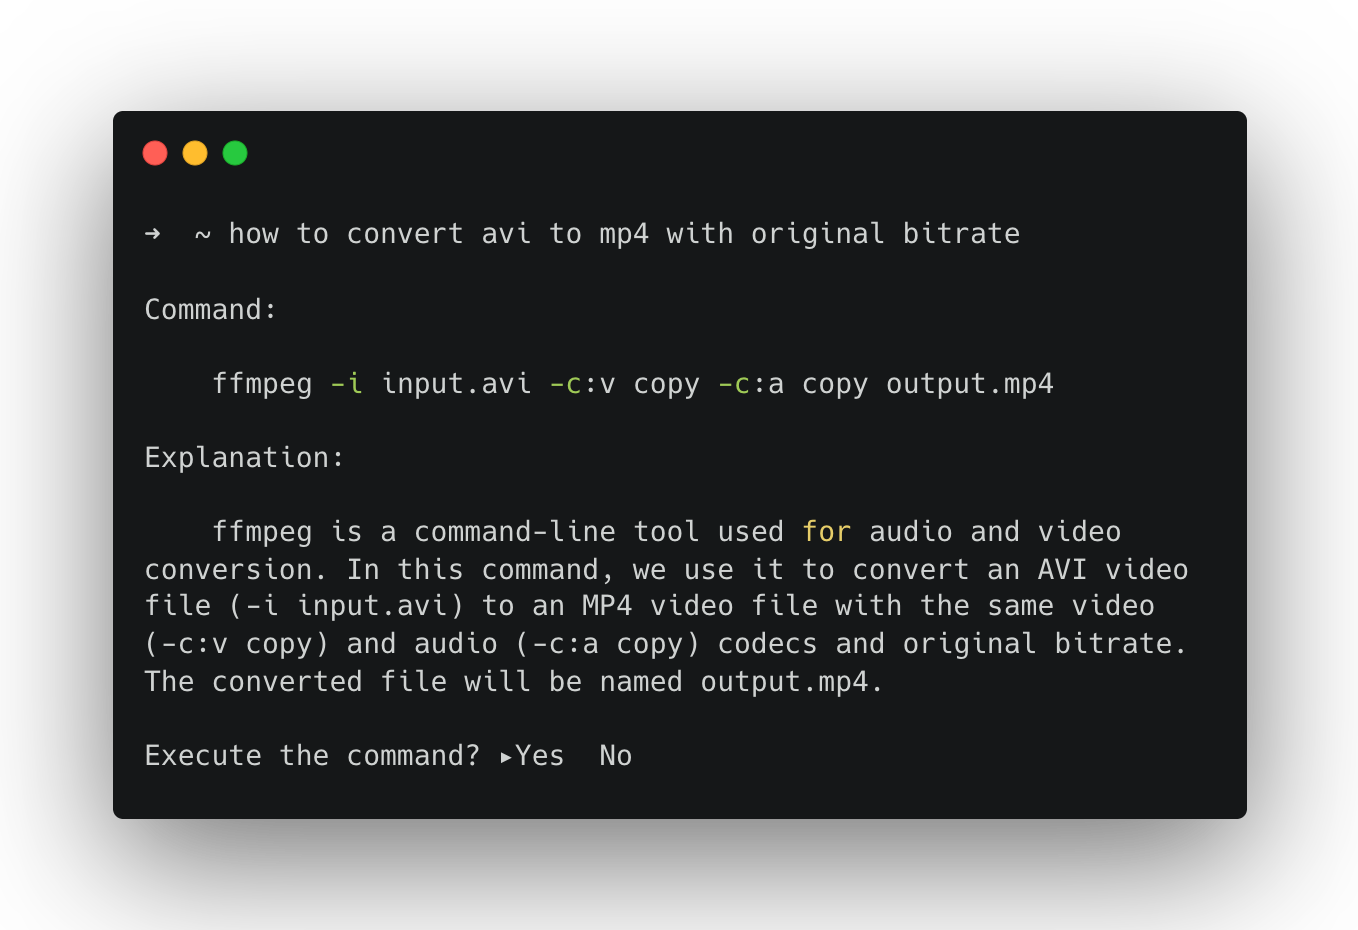 ➜  ~ how to convert avi to mp4 with original bitrate
Command:
ffmpeg -i input.avi -c:v copy -c:a copy output.mp4
Explanation:
ffmpeg is a command-line tool used for audio and video
conversion. In this command, we use it to convert an AVI video
file (-i input.avi) to an MP4 video file with the same video
(-c:v copy) and audio (-c:a copy) codecs and original bitrate.
The converted file will be named output.mp4.
Execute the command? ▸Yes  No